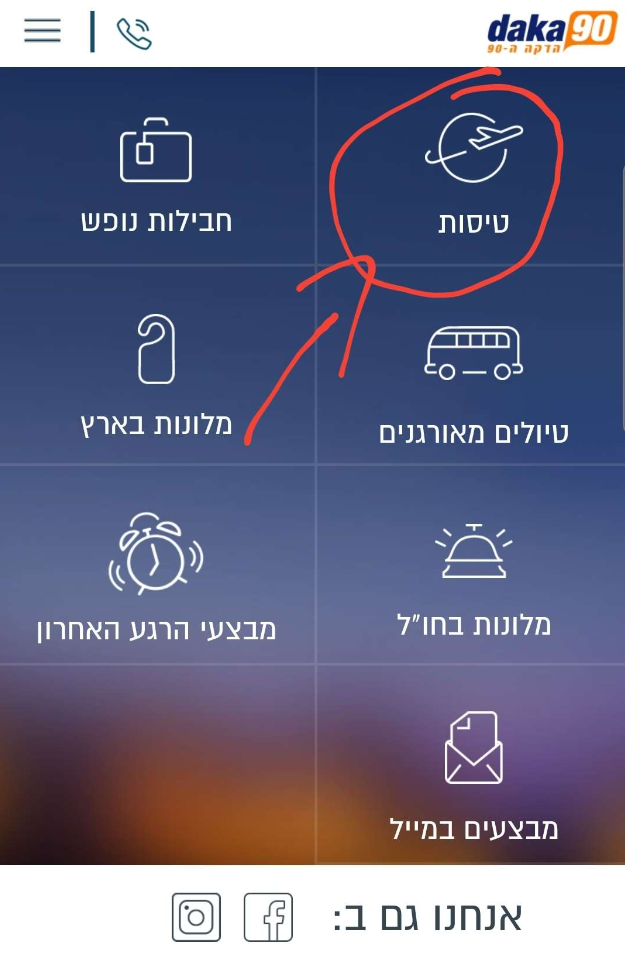 daka90
הדקה ה-90
טיסות
חבילות נופש
טיולים מאורגנים
מלונות בארץ
מלונות בחו"ל
מבצעי הרגע האחרון
מבצעים במייל
אנחנו גם ב: